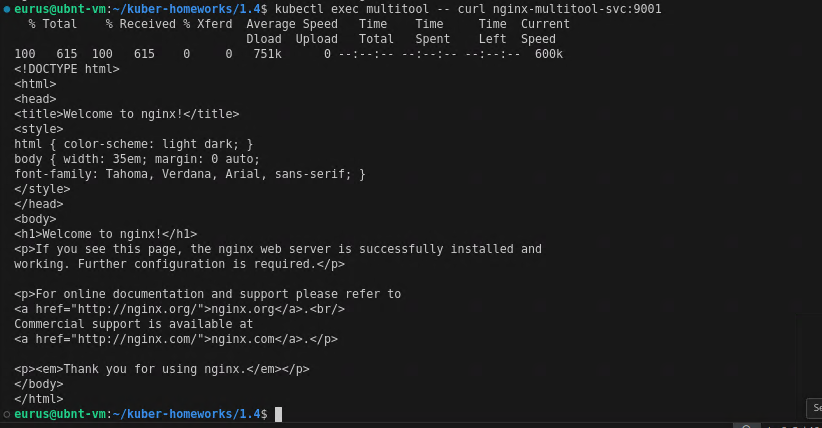 eurus@ubnt-vm:~/kuber-homeworks/1.4$ kubectl exec multitool -- curl nginx-multitool-svc:9001
  % Total    % Received % Xferd  Average Speed   Time    Time     Time  Current
                                 Dload  Upload   Total   Spent    Left  Speed
100   615  100   615    0     0   751k      0 --:--:-- --:--:-- --:--:--  600k
<!DOCTYPE html>
<html>
<head>
<title>Welcome to nginx!</title>
<style>
html { color-scheme: light dark; }
body { width: 35em; margin: 0 auto;
font-family: Tahoma, Verdana, Arial, sans-serif; }
</style>
</head>
<body>
<h1>Welcome to nginx!</h1>
<p>If you see this page, the nginx web server is successfully installed and
working. Further configuration is required.</p>

<p>For online documentation and support please refer to
<a href="http://nginx.org/">nginx.org</a>.<br/>
Commercial support is available at
<a href="http://nginx.com/">nginx.com</a>.</p>

<p><em>Thank you for using nginx.</em></p>
</body>
</html>
eurus@ubnt-vm:~/kuber-homeworks/1.4$